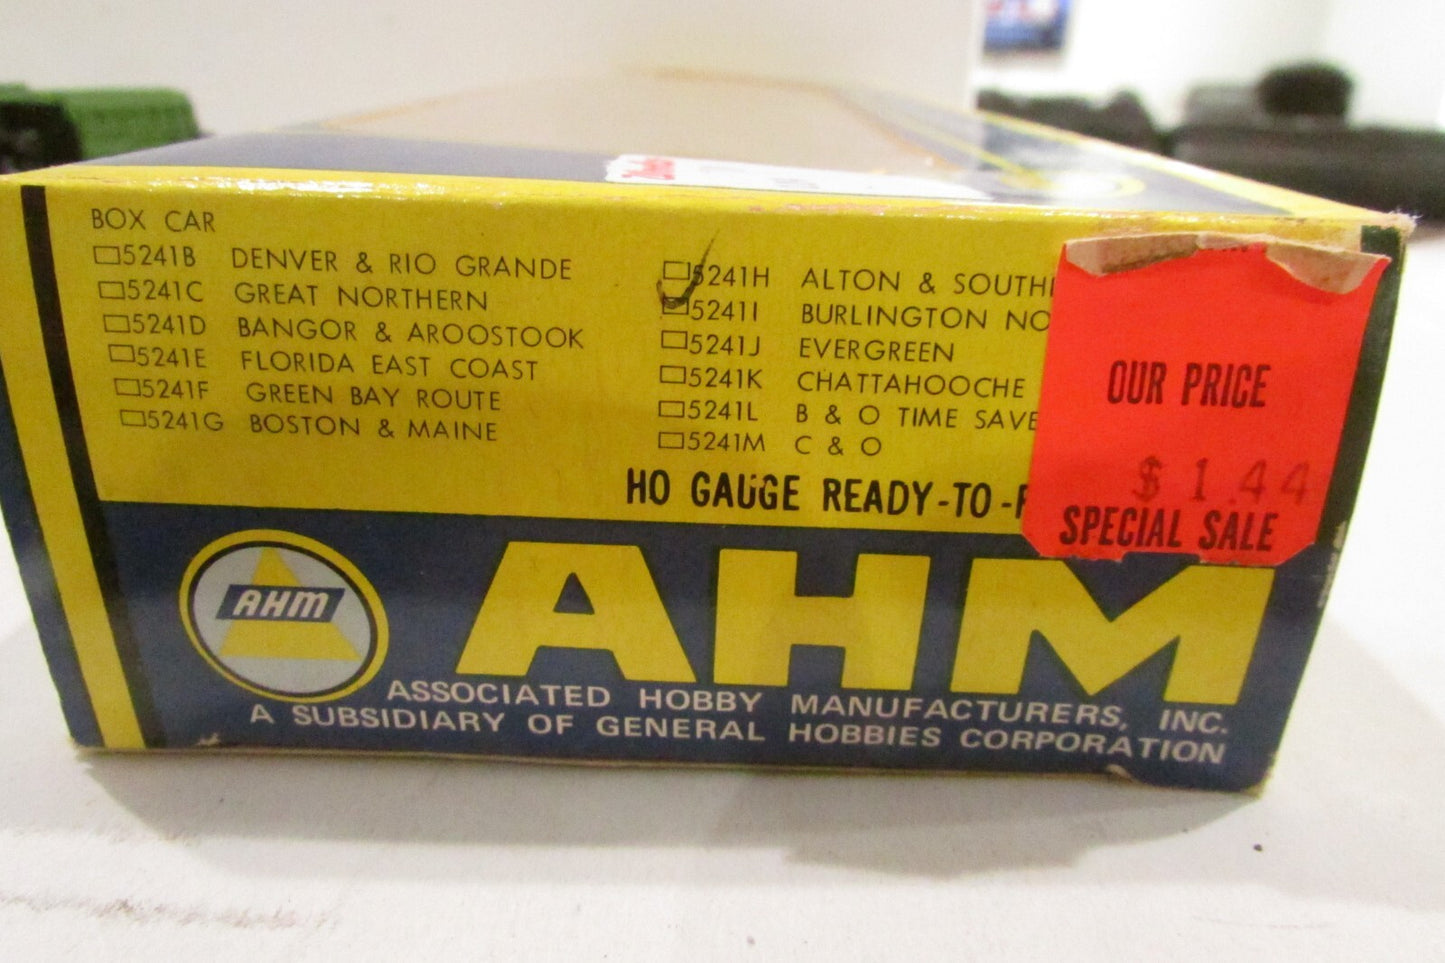 BOX CAR
5241B DENVER & RIO GRANDE
5241C GREAT NORTHERN
5241D BANGOR & AROOSTOOK
5241E FLORIDA EAST COAST
5241F GREEN BAY ROUTE
5241G BOSTON & MAINE
5241H ALTON & SOUTH
5241I BURLINGTON NO
5241J EVERGREEN
5241K CHATTAHOOCHE
5241L B & O TIME SAVE
5241M C & O
HO GAUGE READY-TO-
OUR PRICE
$ 1.44
SPECIAL SALE
AHM
AHM
ASSOCIATED HOBBY MANUFACTURERS, INC.
A SUBSIDIARY OF GENERAL HOBBIES CORPORATION